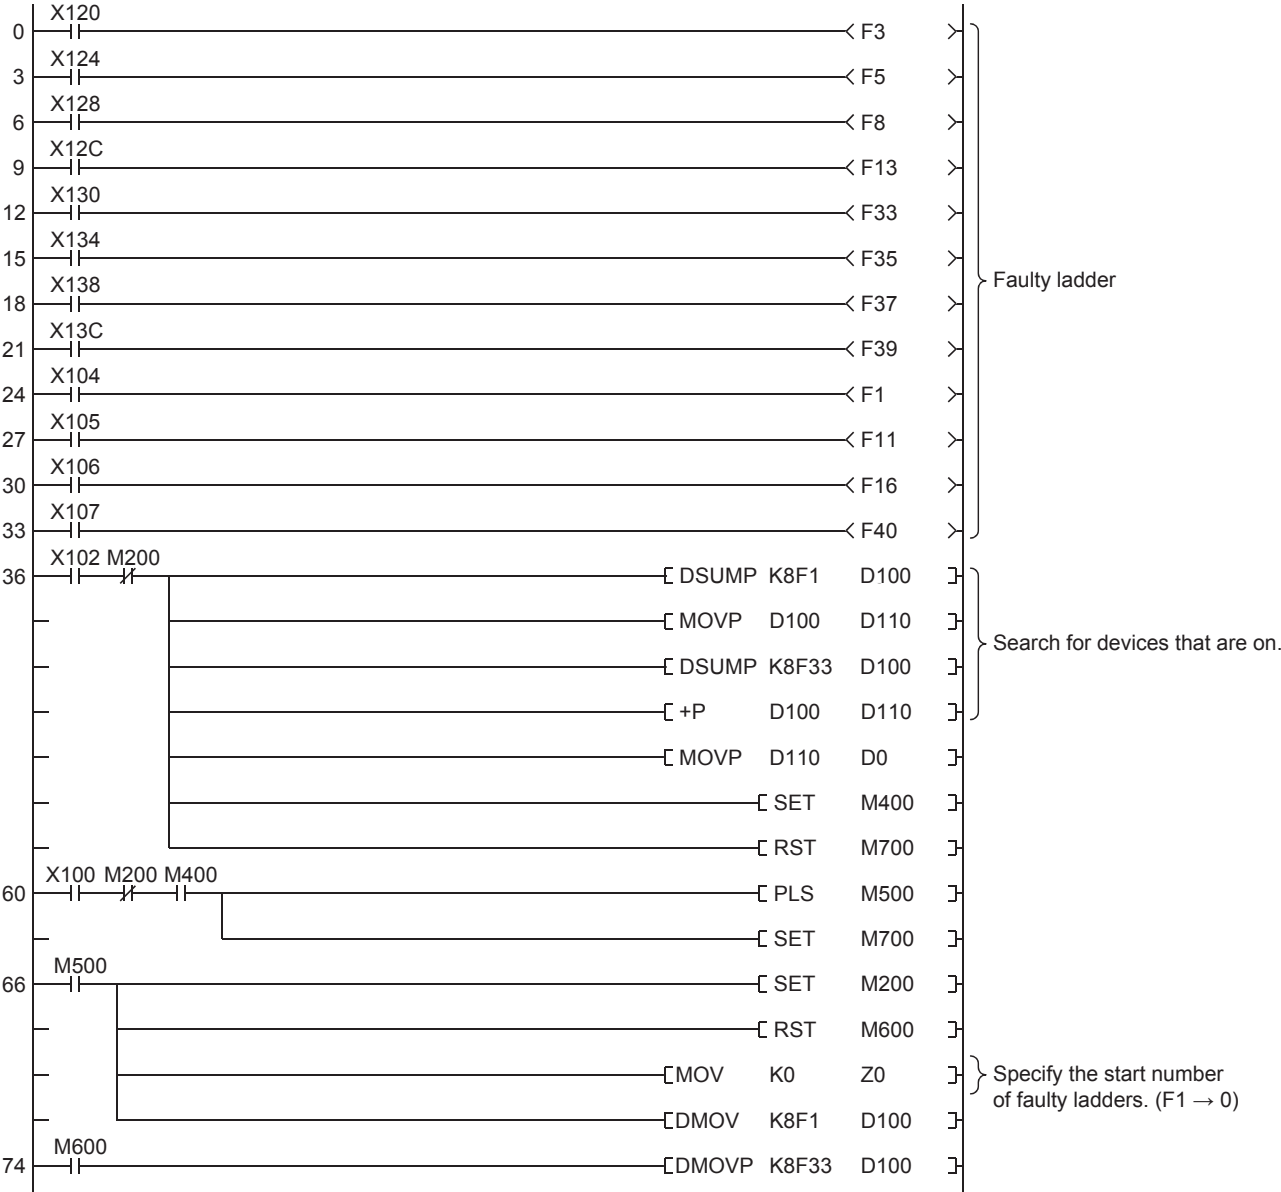 X120
0 F3
X124
3 F5
X128
6 F8
X12C
9 F13
X130
12 F33
X134
15 F35
X138
18 F37
Faulty ladder
X13C
21 F39
X104
24 F1
X105
27 F11
X106
30 F16
X107
33 F40
X102 M200
36 DSUMP K8F1 D100
MOVP D100 D110
Search for devices that are on.
DSUMP K8F33 D100
+P D100 D110
MOVP D110 D0
SET M400
RST M700
X100 M200 M400
60 PLS M500
SET M700
M500
66 SET M200
RST M600
MOV K0 Z0
Specify the start number
of faulty ladders. (F1 → 0)
DMOV K8F1 D100
M600
74 DMOVP K8F33 D100